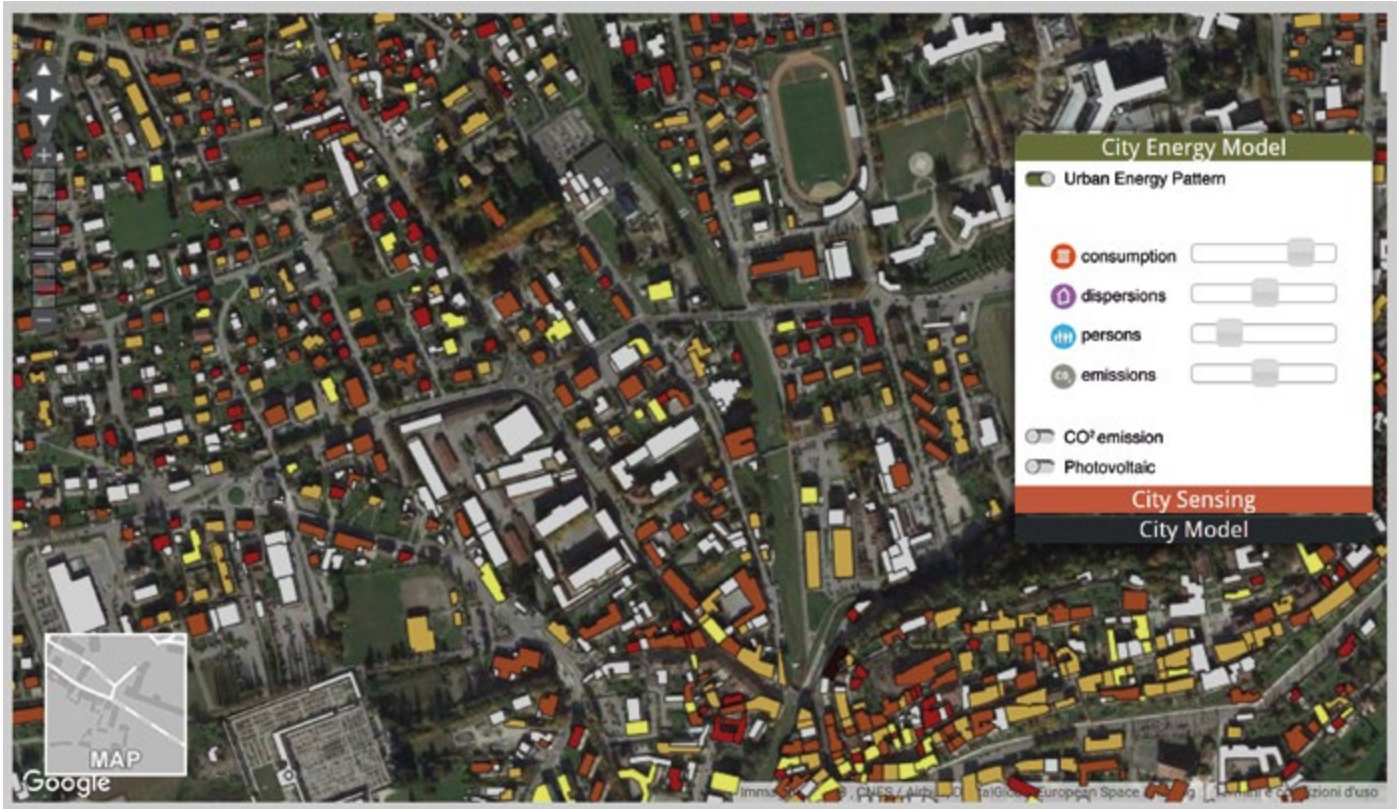 City Energy Model
Urban Energy Pattern
consumption
dispersions
persons
emissions
CO² emission
Photovoltaic
City Sensing
City Model
MAP
Google
CNES / European Space